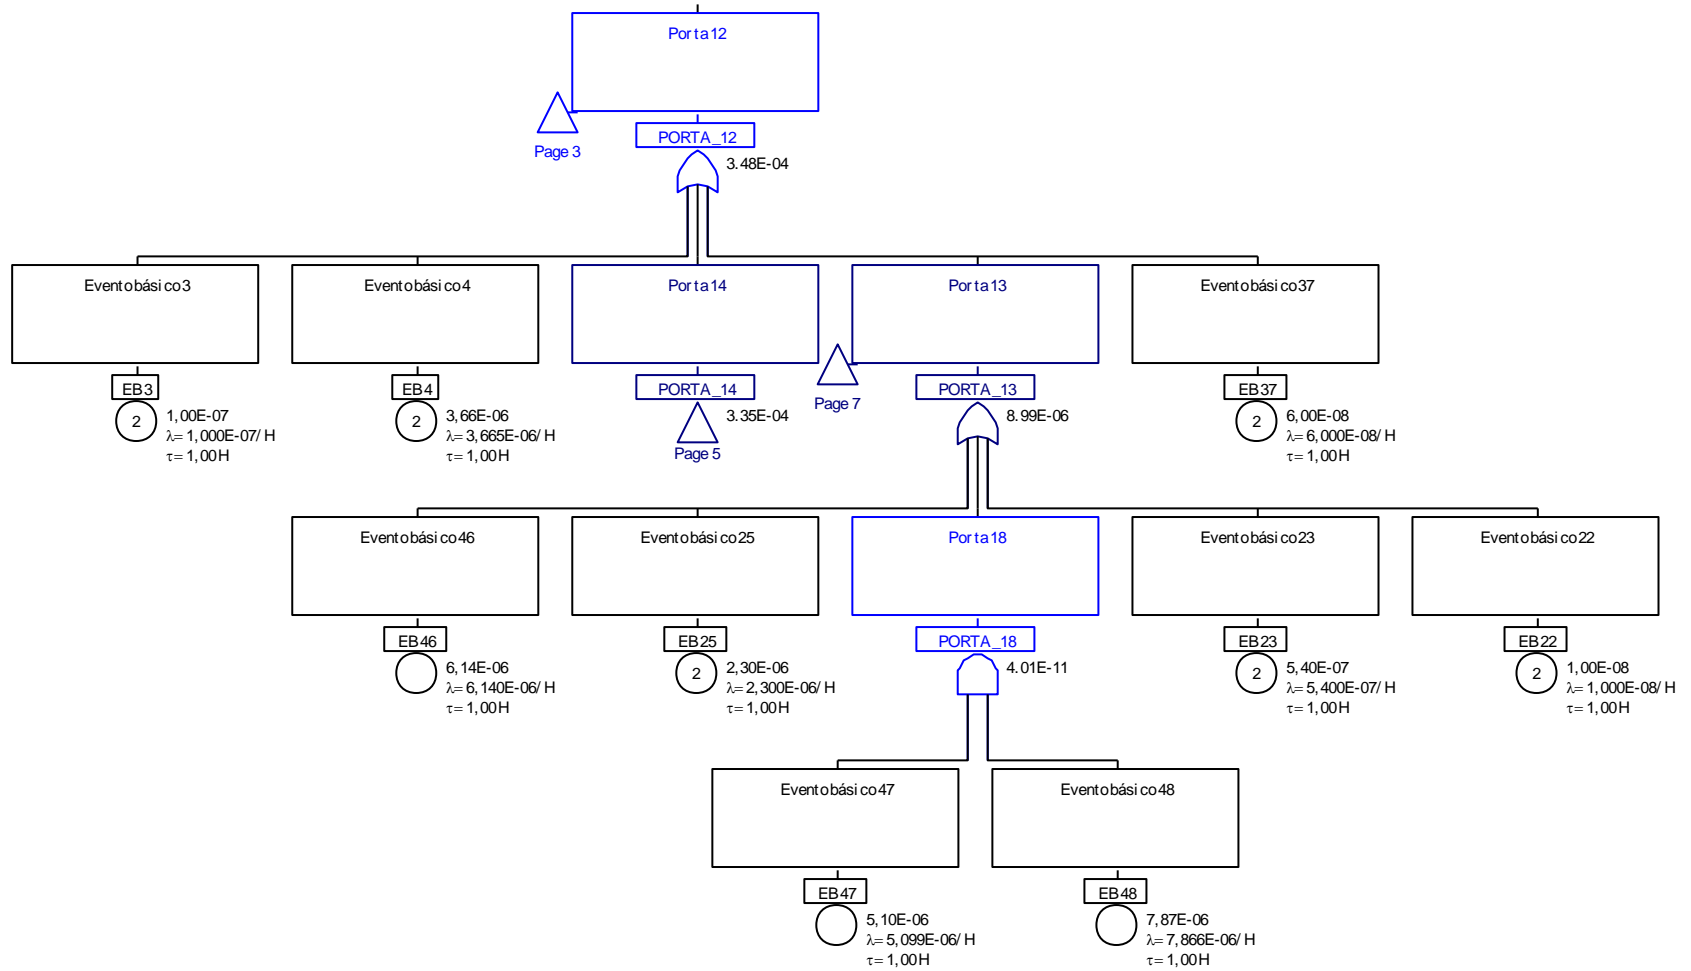 Porta12
Page 3
PORTA_12
3.48E-04
Eventobásico3
Eventobásico4
Porta14
Porta13
Eventobásico37
EB3
2
1,00E-07
λ=1,000E-07/H
τ=1,00H
EB4
2
3,66E-06
λ=3,665E-06/H
τ=1,00H
PORTA_14
3.35E-04
Page 5
Page 7
PORTA_13
8.99E-06
EB37
2
6,00E-08
λ=6,000E-08/H
τ=1,00H
Eventobásico46
Eventobásico25
Porta18
Eventobásico23
Eventobásico22
EB46
6,14E-06
λ=6,140E-06/H
τ=1,00H
EB25
2
2,30E-06
λ=2,300E-06/H
τ=1,00H
PORTA_18
4.01E-11
EB23
2
5,40E-07
λ=5,400E-07/H
τ=1,00H
EB22
2
1,00E-08
λ=1,000E-08/H
τ=1,00H
Eventobásico47
Eventobásico48
EB47
5,10E-06
λ=5,099E-06/H
τ=1,00H
EB48
7,87E-06
λ=7,866E-06/H
τ=1,00H